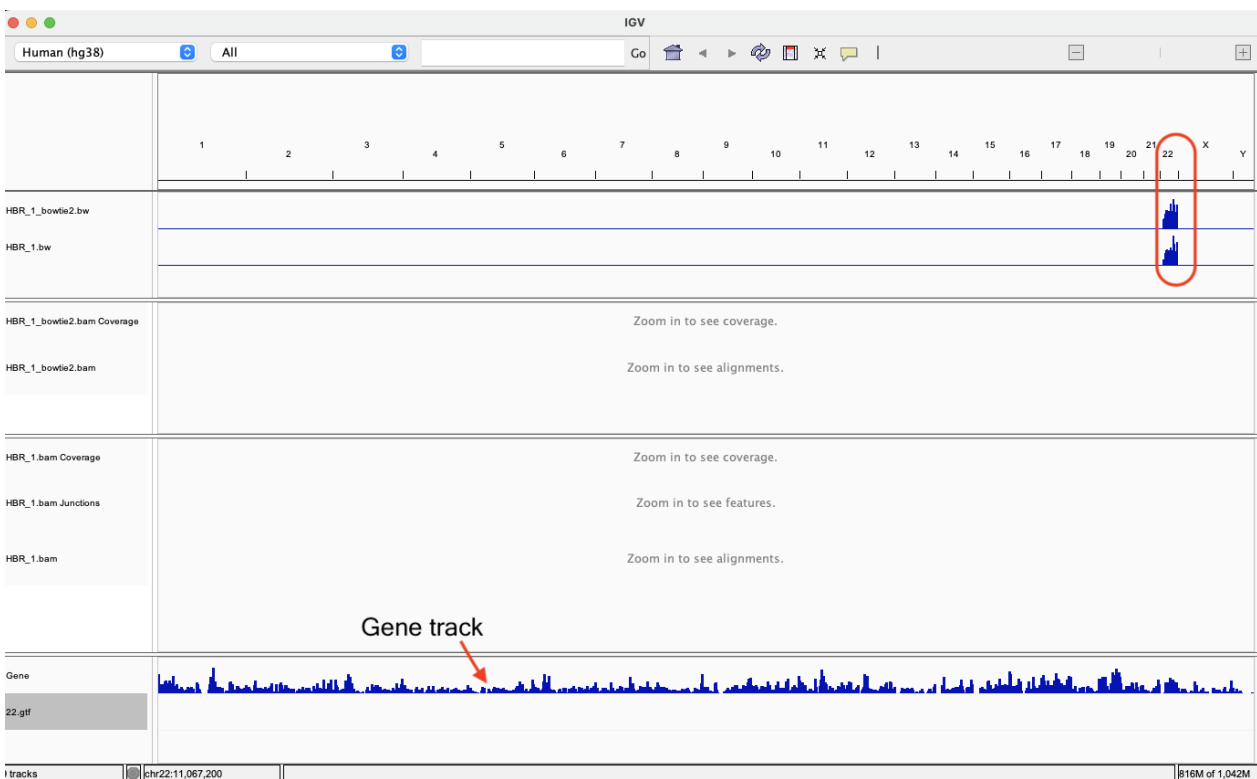 IGV
Human (hg38) All Go
1 2 3 4 5 6 7 8 9 10 11 12 13 14 15 16 17 18 19 20 21 22 X Y
HBR_1_bowtie2.bw
HBR_1.bw
HBR_1_bowtie2.bam Coverage Zoom in to see coverage.
HBR_1_bowtie2.bam Zoom in to see alignments.
HBR_1.bam Coverage Zoom in to see coverage.
HBR_1.bam Junctions Zoom in to see features.
HBR_1.bam Zoom in to see alignments.
Gene track
Gene
22.gtf
tracks chr22:11,067,200 816M of 1,042M